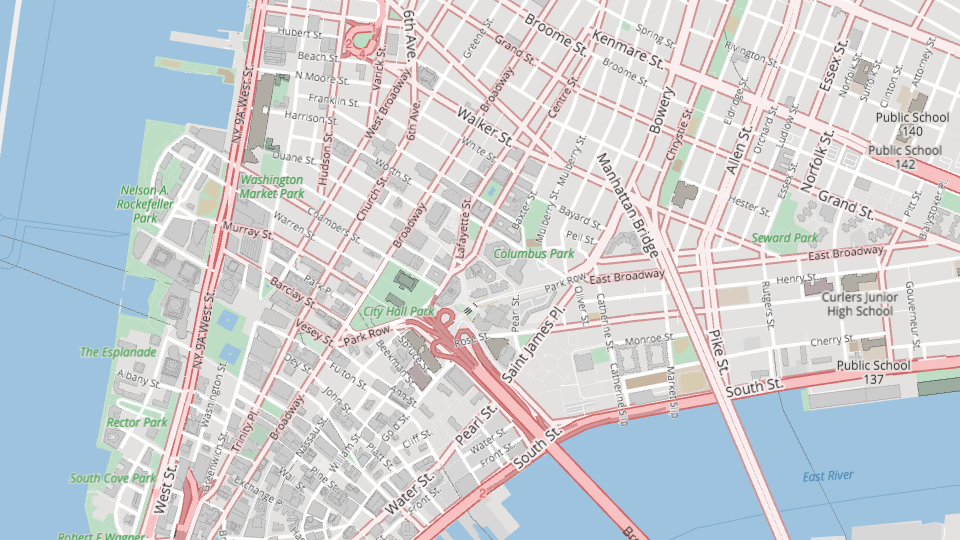 Hubert St.
Beach St.
N Moore St.
Franklin St.
Harrison St.
Duane St.
2
4
Varick St.
6th Ave.
West Broadway
6th Ave.
Hudson St.
NY 9A West St.
Greene St.
Grand St.
Broome St.
Kenmare St.
Spring St.
Broome St.
Broadway
Centre St.
Walker St.
White St.
Bowery
Chrystie St.
Rivington St.
Eldridge St.
Allen St.
Orchard St.
Ludlow St.
Essex St.
Essex St.
Norfolk St.
Norfolk St.
Suffolk St.
Clinton St.
Attorney St.
Public School
140
Public School
142
Pitt St.
Grand St.
Hester St.
Seward Park
East Broadway
Manhattan Bridge
Mulberry St.
Mulberry St.
Baxter St.
Bayard St.
Pell St.
Columbus Park
Lafayette St.
Worth St.
Church St.
Broadway
Washington
Market Park
Nelson A.
Rockefeller
Park
Murray St.
Warren St.
Chambers St.
Park Pl.
Barclay St.
Vesey St.
Park Row
City Hall Park
Park Row
East Broadway
Henry St.
Curlers Junior
High School
Gouverneur St.
Rutgers St.
Cherry St.
Monroe St.
Public School
137
Oliver St.
Catherine St.
Catherine Slip
Market Slip
Pike St.
South St.
Pearl St.
Saint James Pl.
Rose St.
Spruce St.
Beekman St.
Ann St.
Fulton St.
Dey St.
John St.
Gold St.
Cliff St.
Platt St.
William St.
Nassau St.
Pine St.
Wall St.
Exchange Pl.
Broadway
Trinity Pl.
Greenwich St.
Washington St.
NY 9A West St.
West St.
The Esplanade
Albany St.
Rector Park
South Cove Park
Robert F Wagner
Pearl St.
Water St.
Front St.
South St.
Water St.
Front St.
2
East River